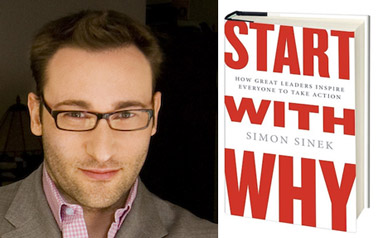 START
HOW GREAT LEADERS INSPIRE
EVERYONE TO TAKE ACTION
WITH
SIMON SINEK
WHY